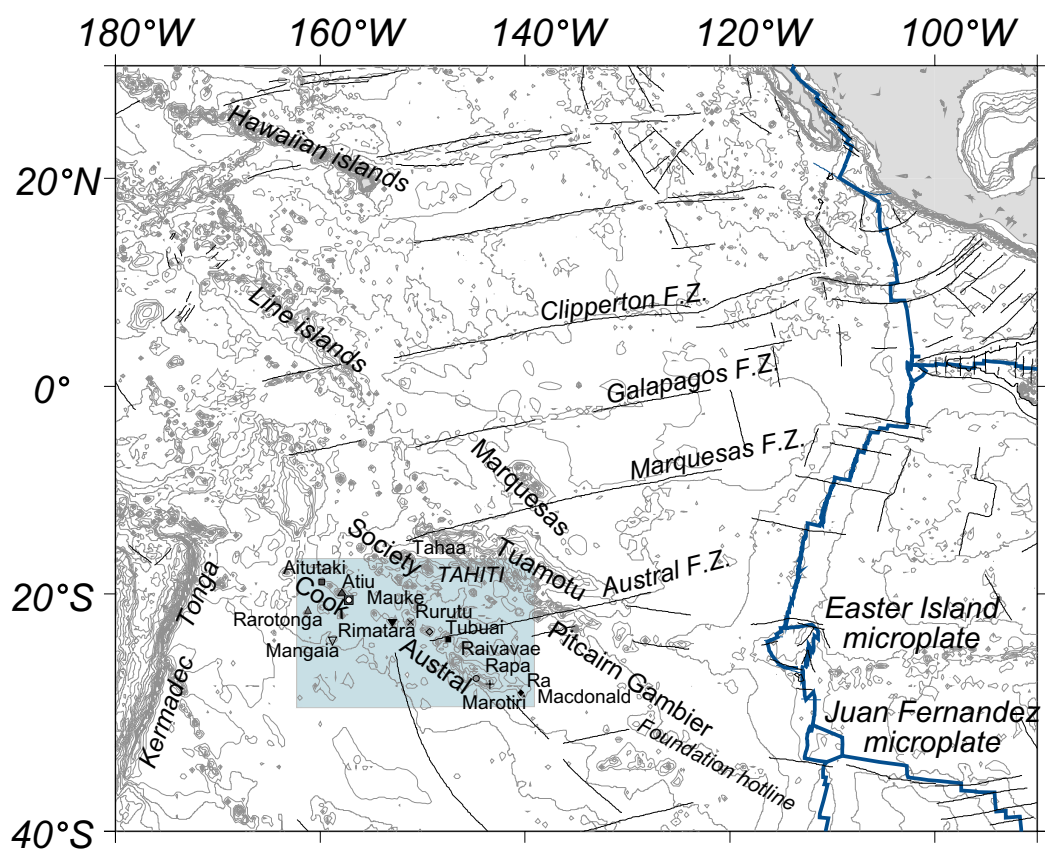 180°W 160°W 140°W 120°W 100°W
20°N
0°
20°S
40°S
Hawaiian islands
Line islands
Clipperton F.Z.
Galapagos F.Z.
Marquesas F.Z.
Marquesas
Society
Tahaa
Tuamotu
TAHITI
Austral F.Z.
Aitutaki
Atiu
Cook
Mauke
Rarotonga
Rurutu
Rimatara
Tubuai
Mangaia
Raivavae
Austral
Rapa
Ra
Marotiri
Macdonald
Pitcairn Gambier
Foundation hotline
Tonga
Kermadec
Easter Island
microplate
Juan Fernandez
microplate